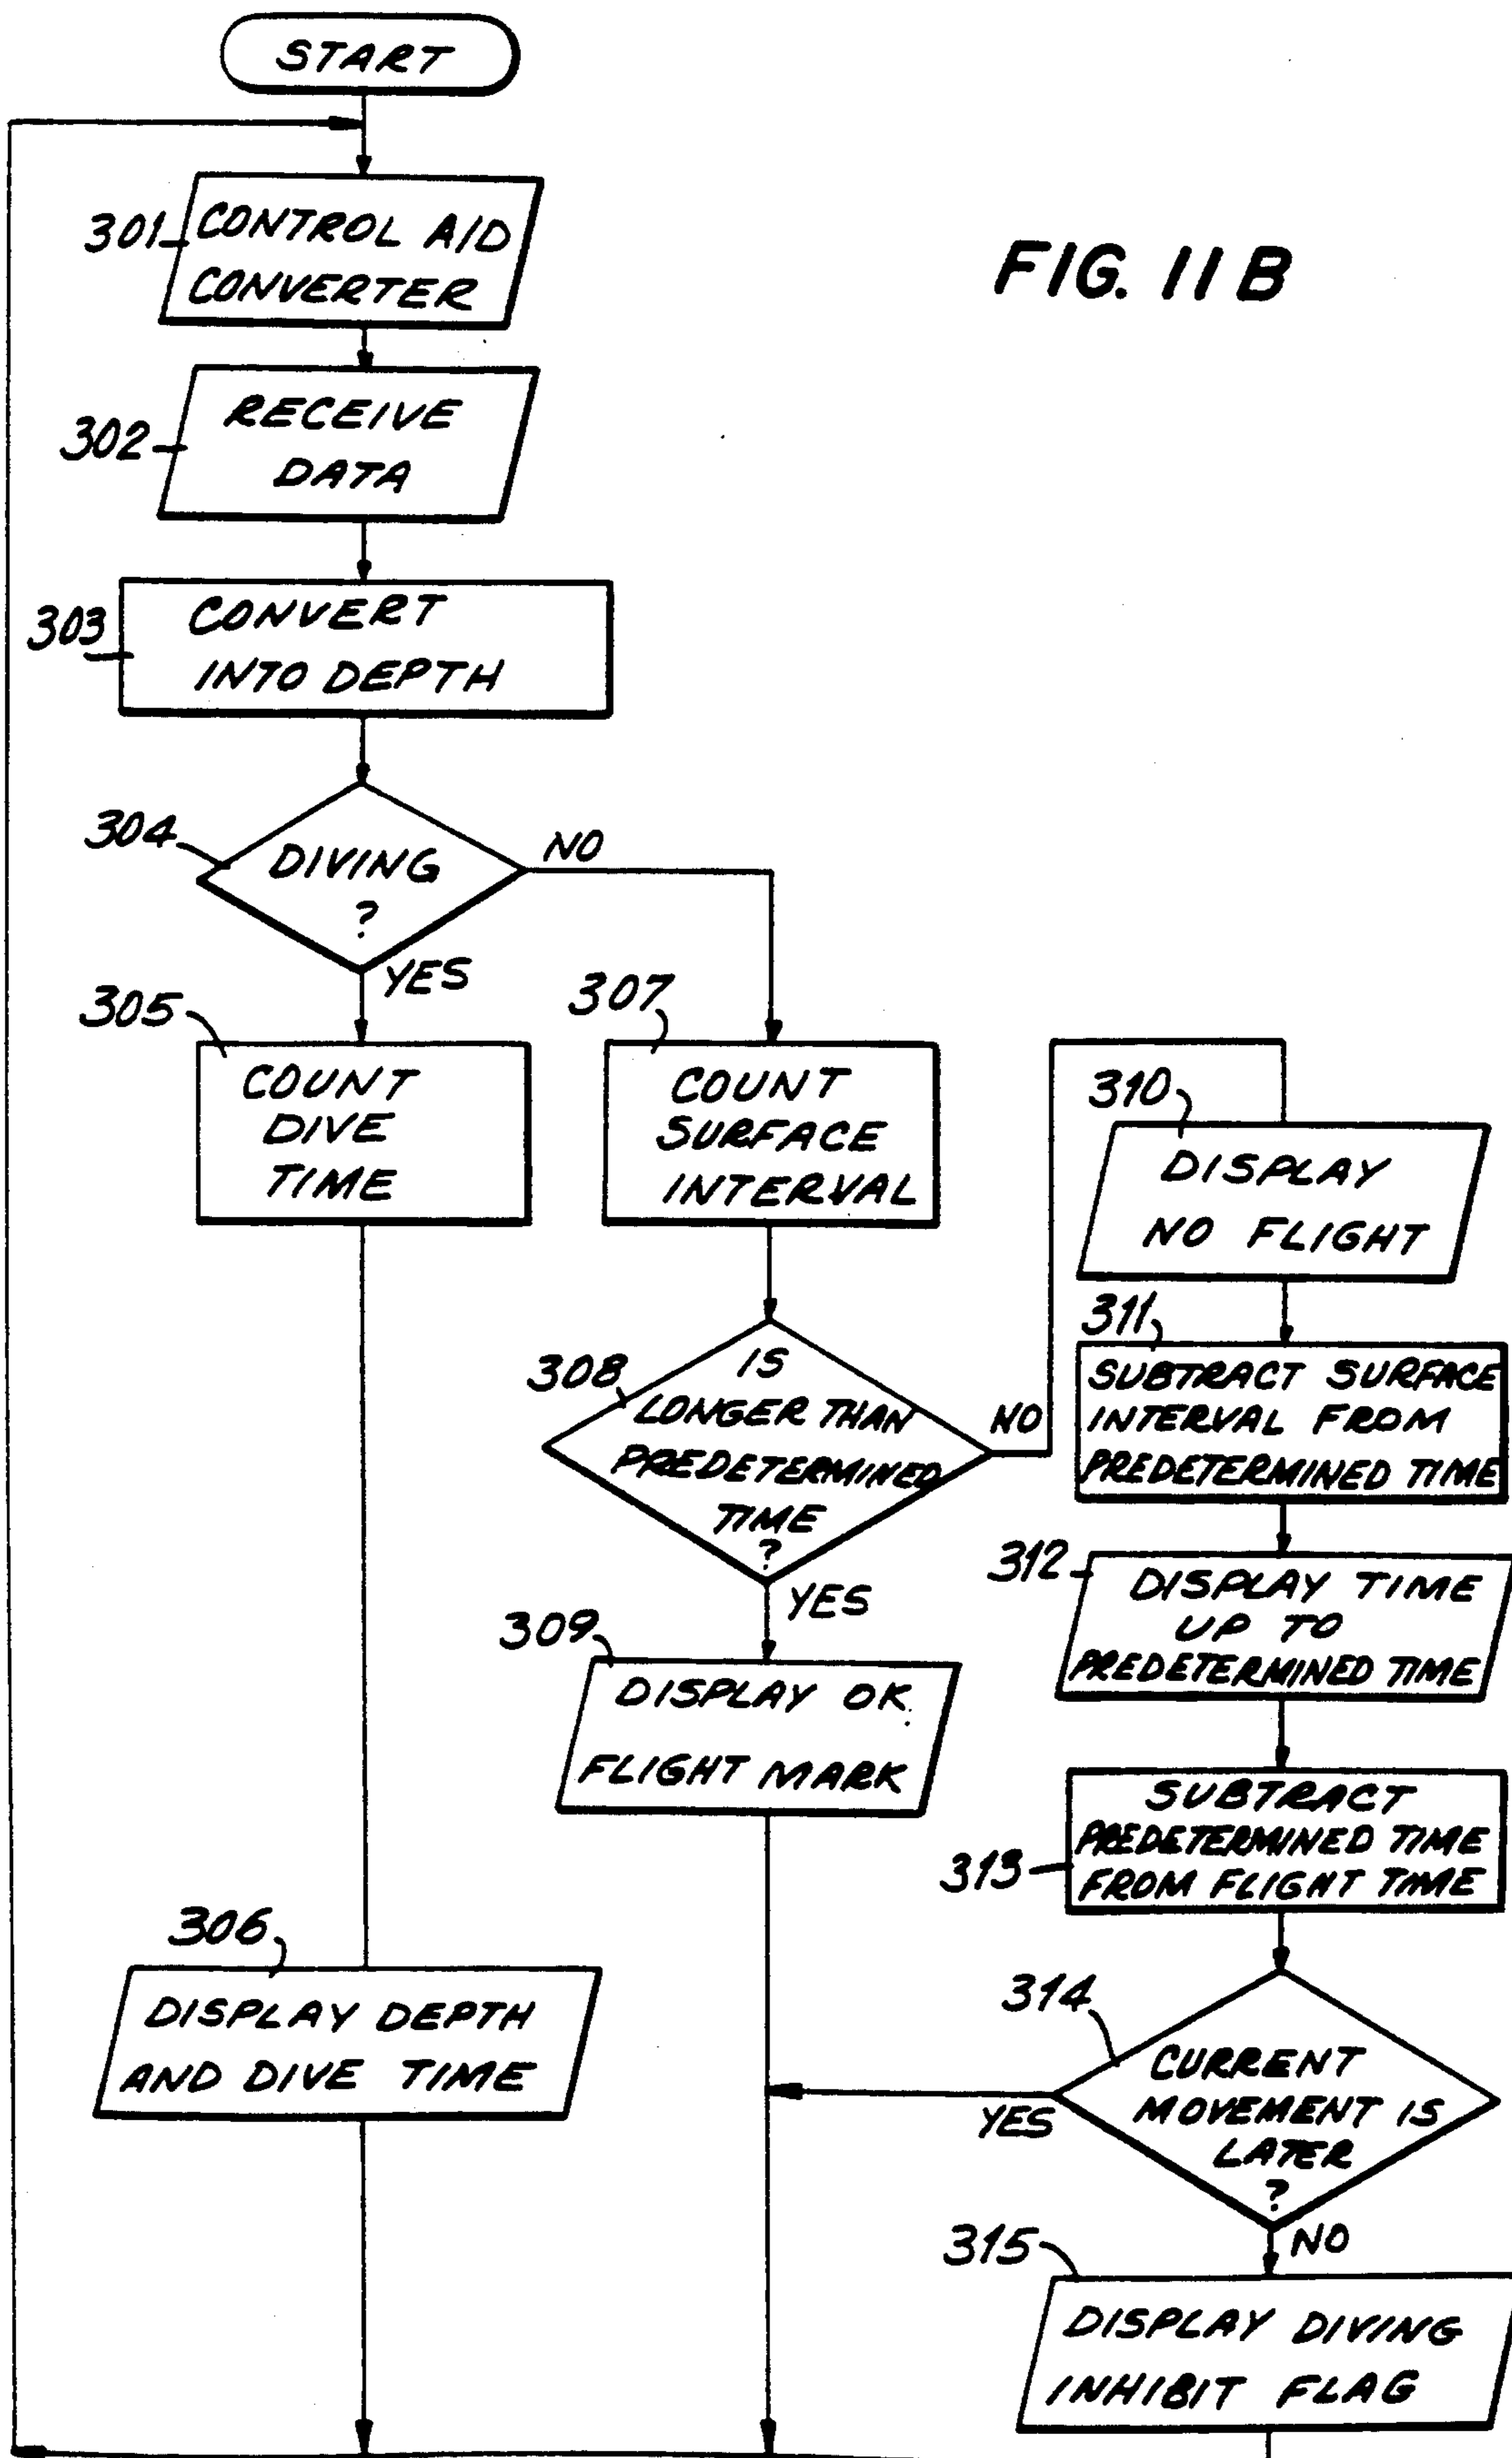 START
FIG. 11B
301
CONTROL A/D
CONVERTER
302
RECEIVE
DATA
303
CONVERT
INTO DEPTH
304
DIVING
?
NO
YES
305
COUNT
DIVE
TIME
307
COUNT
SURFACE
INTERVAL
310
DISPLAY
NO FLIGHT
308
IS
LONGER THAN
PREDETERMINED
TIME
?
NO
YES
311
SUBTRACT SURFACE
INTERVAL FROM
PREDETERMINED TIME
312
DISPLAY TIME
UP TO
PREDETERMINED TIME
309
DISPLAY OK
FLIGHT MARK
313
SUBTRACT
PREDETERMINED TIME
FROM FLIGHT TIME
306
DISPLAY DEPTH
AND DIVE TIME
314
CURRENT
MOVEMENT IS
LATER
?
YES
NO
315
DISPLAY DIVING
INHIBIT FLAG